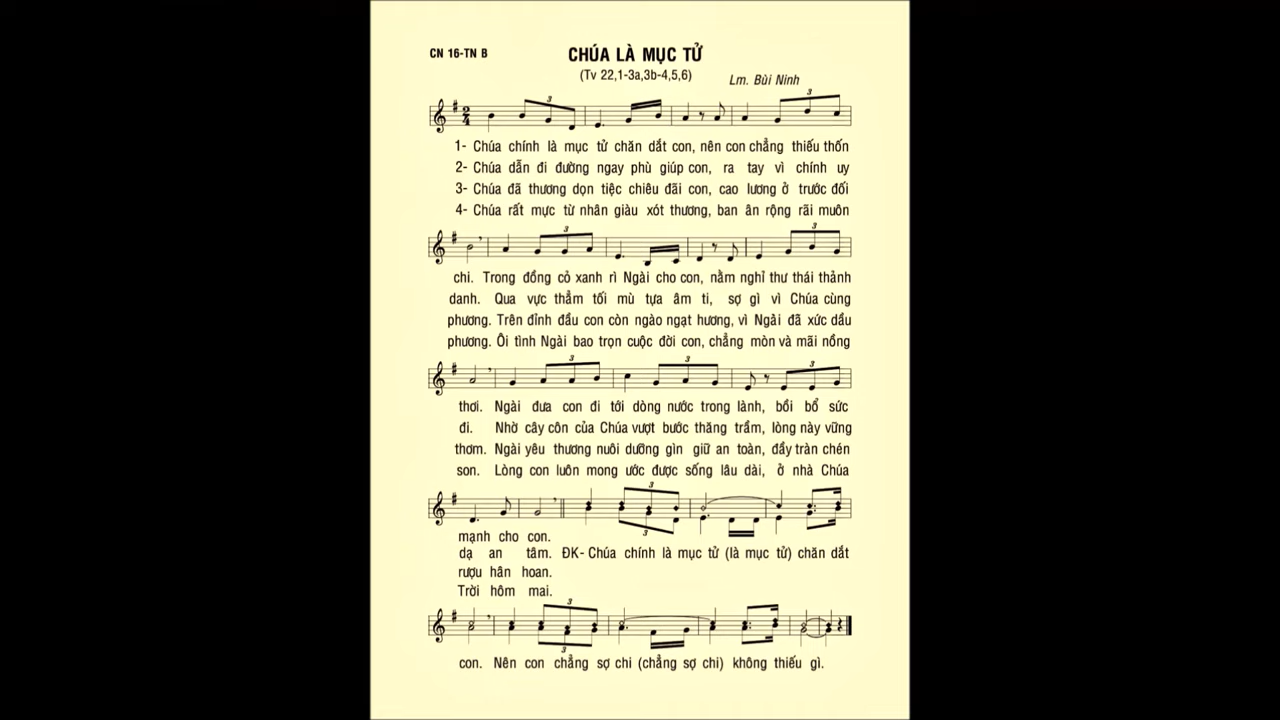 CN 16-TN B
CHÚA LÀ MỤC TỬ
(Tv 22,1-3a,3b-4,5,6)
Lm. Bùi Ninh
1- Chúa chính là mục tử chăn dắt con, nên con chẳng thiếu thốn
2- Chúa dẫn đi đường ngay phù giúp con, ra tay vì chính uy
3- Chúa đã thương dọn tiệc chiêu đãi con, cao lương ở trước đối
4- Chúa rất mực từ nhân giàu xót thương, ban ân rộng rãi muôn
chi. Trong đồng cỏ xanh rì Ngài cho con, nằm nghỉ thư thái thảnh
danh. Qua vực thẳm tối mù tựa âm ti, sợ gì vì Chúa cùng
phương. Trên đỉnh đầu con còn ngào ngạt hương, vì Ngải đã xức dầu
phương. Ôi tình Ngài bao trọn cuộc đời con, chẳng mòn và mãi nồng
thơi. Ngài đưa con đi tới dòng nước trong lành, bồi bổ sức
đi. Nhờ cây côn của Chúa vượt bước thăng trầm, lòng này vững
thơm. Ngài yêu thương nuôi dưỡng gìn giữ an toàn, đầy tràn chén
son. Lòng con luôn mong ước được sống lâu dài, ở nhà Chúa
mạnh cho con.
dạ an tâm. ĐK- Chúa chính là mục tử (là mục tử) chăn dắt
rượu hân hoan.
Trời hôm mai.
con. Nên con chẳng sợ chi (chẳng sợ chi) không thiếu gì.